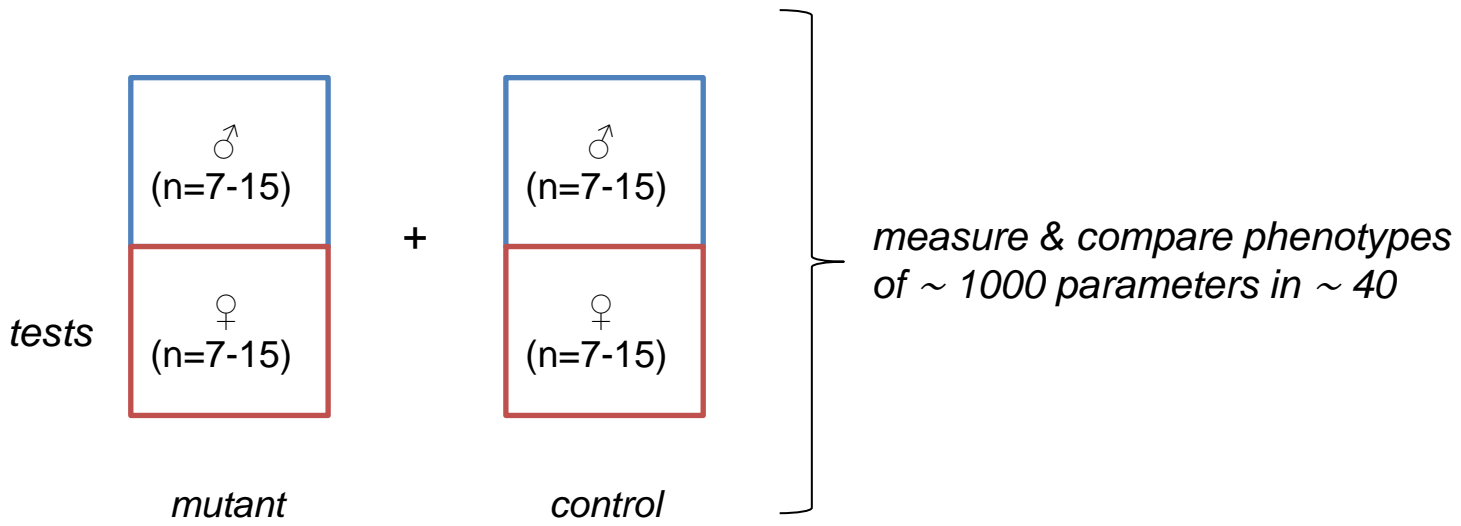 ♂
(n=7-15)
♂
(n=7-15)
+
measure & compare phenotypes
of ~ 1000 parameters in ~ 40
tests
♀
(n=7-15)
♀
(n=7-15)
mutant
control